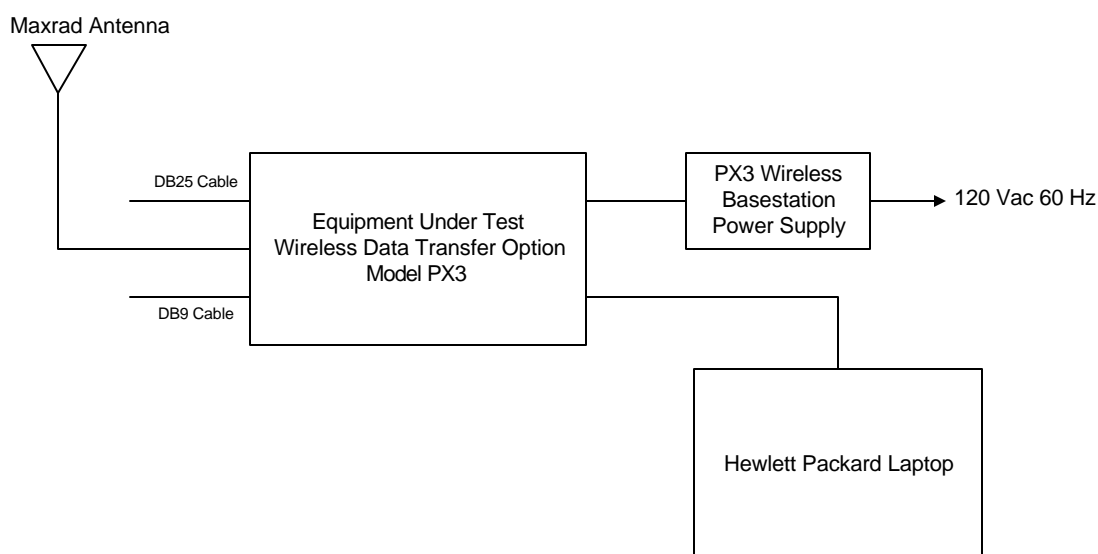 Maxrad Antenna
DB25 Cable
DB9 Cable
Equipment Under Test
Wireless Data Transfer Option
Model PX3
PX3 Wireless
Basestation
Power Supply
120 Vac 60 Hz
Hewlett Packard Laptop